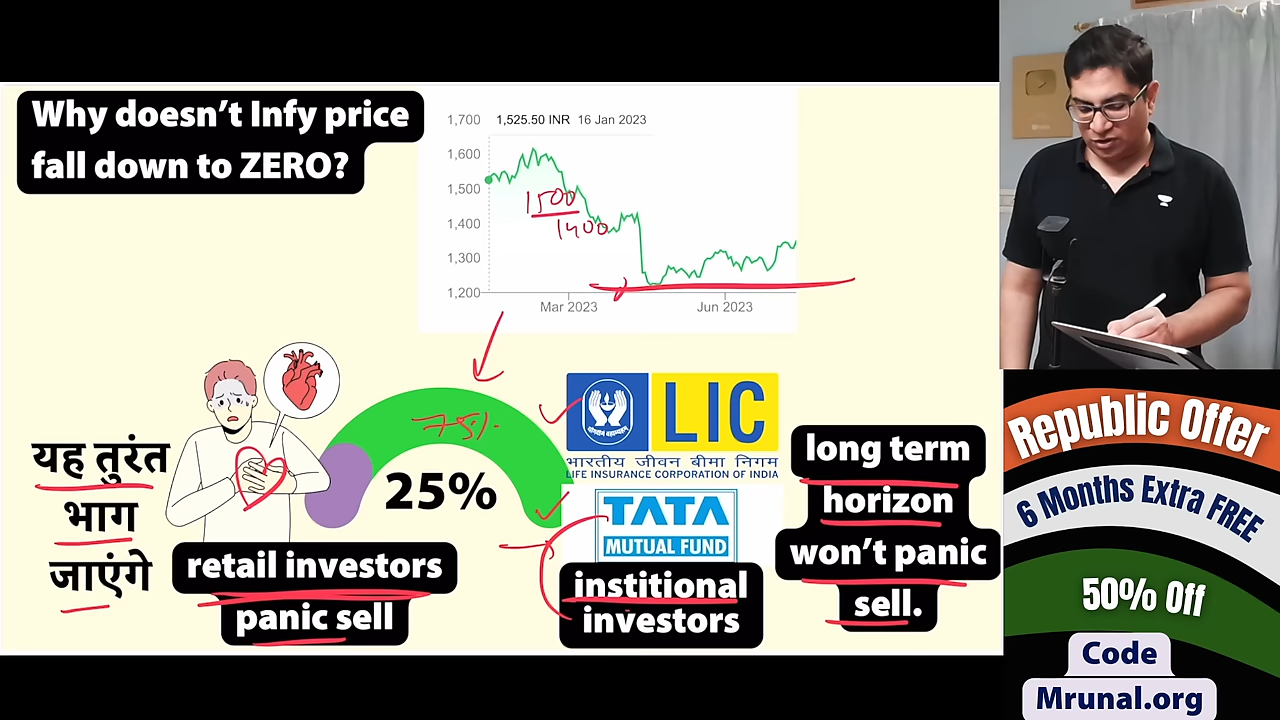 Why doesn't Infy price
fall down to ZERO?
1,700
1,525.50 INR 16 Jan 2023
1,600
1,500
1,400
1,300
1,200
Mar 2023
Jun 2023
1500
1400
75%
25%
यह तुरंत
भाग
जाएंगे
retail investors
panic sell
LIC
भारतीय जीवन बीमा निगम
LIFE INSURANCE CORPORATION OF INDIA
TATA
MUTUAL FUND
institional
investors
long term
horizon
won't panic
sell.
Republic Offer
6 Months Extra FREE
50% Off
Code
Mrunal.org